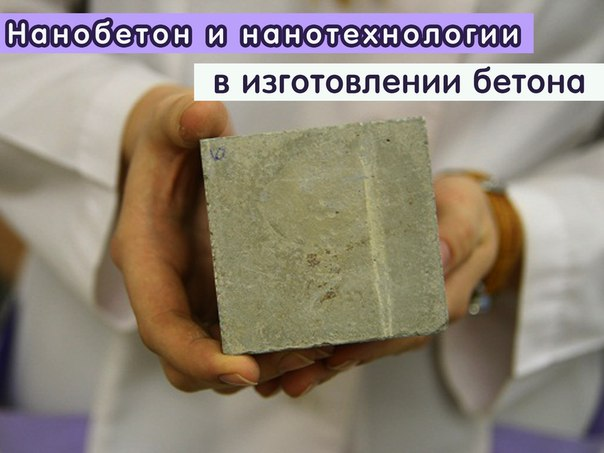 Нанобетон и нанотехнологии
в изготовлении бетона